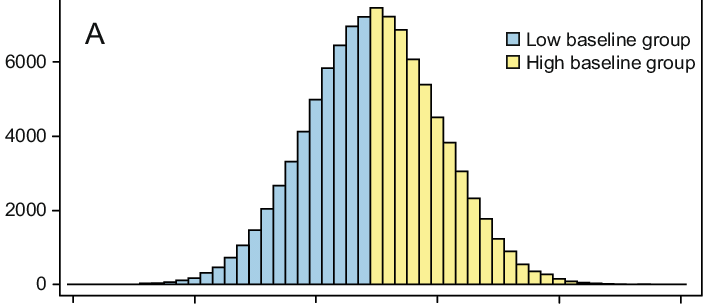 A
Low baseline group
High baseline group
6000
4000
2000
0